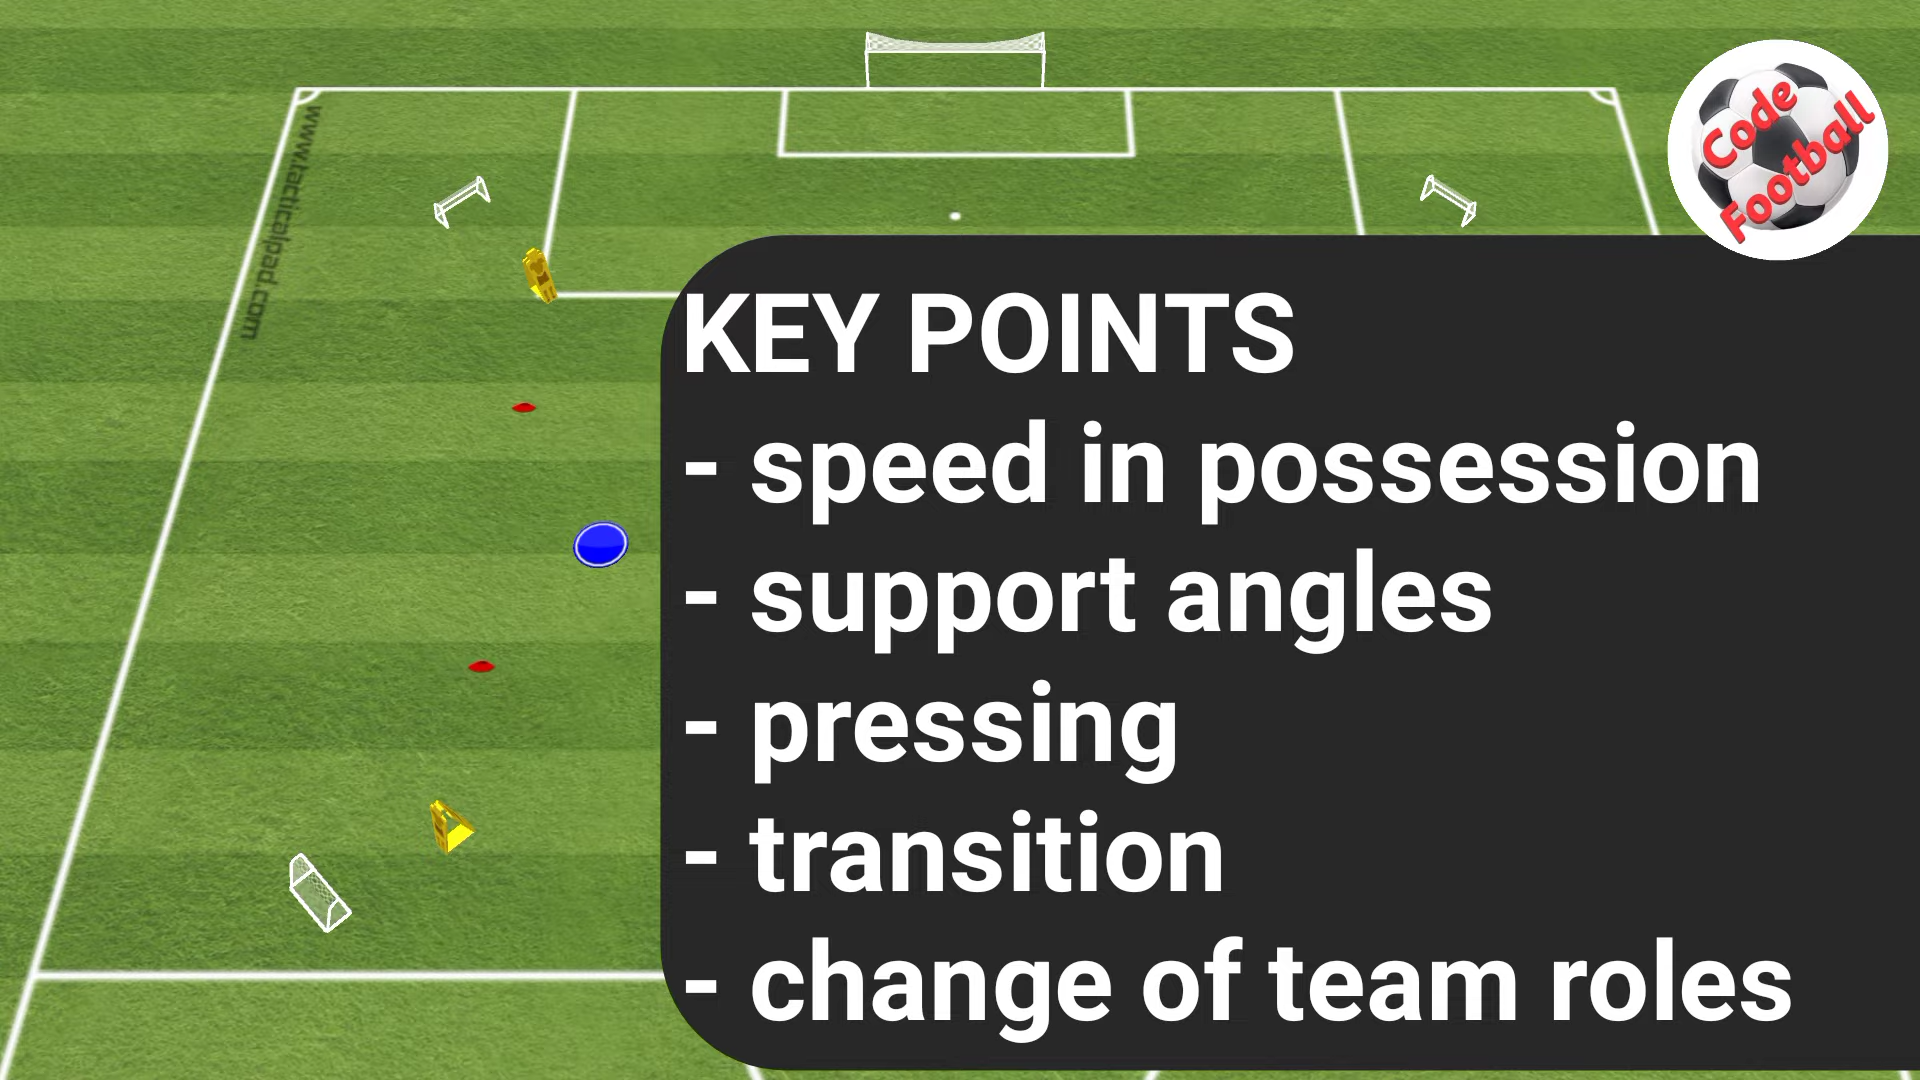 Code
Football
www.tacticalpad.com
KEY POINTS
- speed in possession
- support angles
- pressing
- transition
- change of team roles